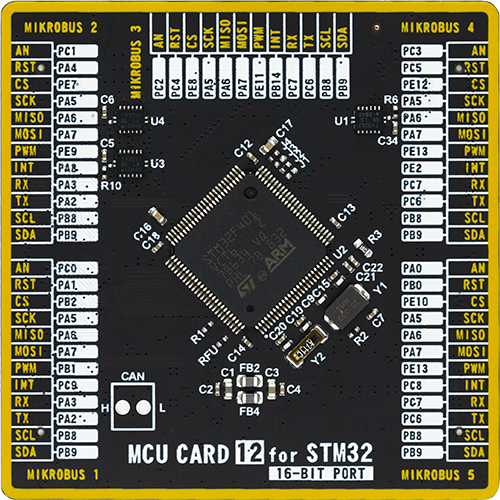 MIKROBUS 2
AN PC1
RST PA4
CS PE7
SCK PA5
MISO PA6
MOSI PA7
PWM PE9
INT PA8
RX PA3
TX PA2
SCL PB8
SDA PB9
MIKROBUS 3
AN PC2
RST PC4
CS PE8
SCK PA5
MISO PA6
MOSI PA7
PWM PE11
INT PB14
RX PC7
TX PC6
SCL PB8
SDA PB9
MIKROBUS 4
PC3 AN
PC5 RST
PE12 CS
PA5 SCK
PA6 MISO
PA7 MOSI
PE13 PWM
PE2 INT
PC7 RX
PC6 TX
PB8 SCL
PB9 SDA
C6
U4
C5
U3
R10
R6
U1
C34
C17
C12
C16
C18
C13
ARM
U2
R3
C22
C21
Y1
C15
C9
C19
C20
C7
R2
Y2
R1
RFU
C14
PC0 AN
PA1 RST
PB2 CS
PA5 SCK
PA6 MISO
PA7 MOSI
PB1 PWM
PC9 INT
PA3 RX
PA2 TX
PB8 SCL
PB9 SDA
MIKROBUS 1
CAN
H L
C1 FB2 C3
C2 C4
FB4
PA0 AN
PB0 RST
PE10 CS
PA5 SCK
PA6 MISO
PA7 MOSI
PE13 PWM
PC8 INT
PC7 RX
PC6 TX
PB8 SCL
PB9 SDA
MIKROBUS 5
MCU CARD 12 for STM32
16-BIT PORT